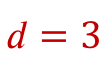 d = 3